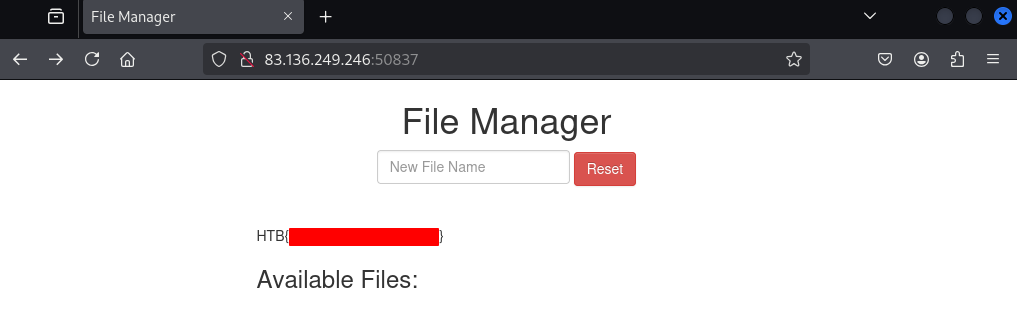 File Manager
83.136.249.246:50837
File Manager
New File Name
Reset
HTB{
}
Available Files: